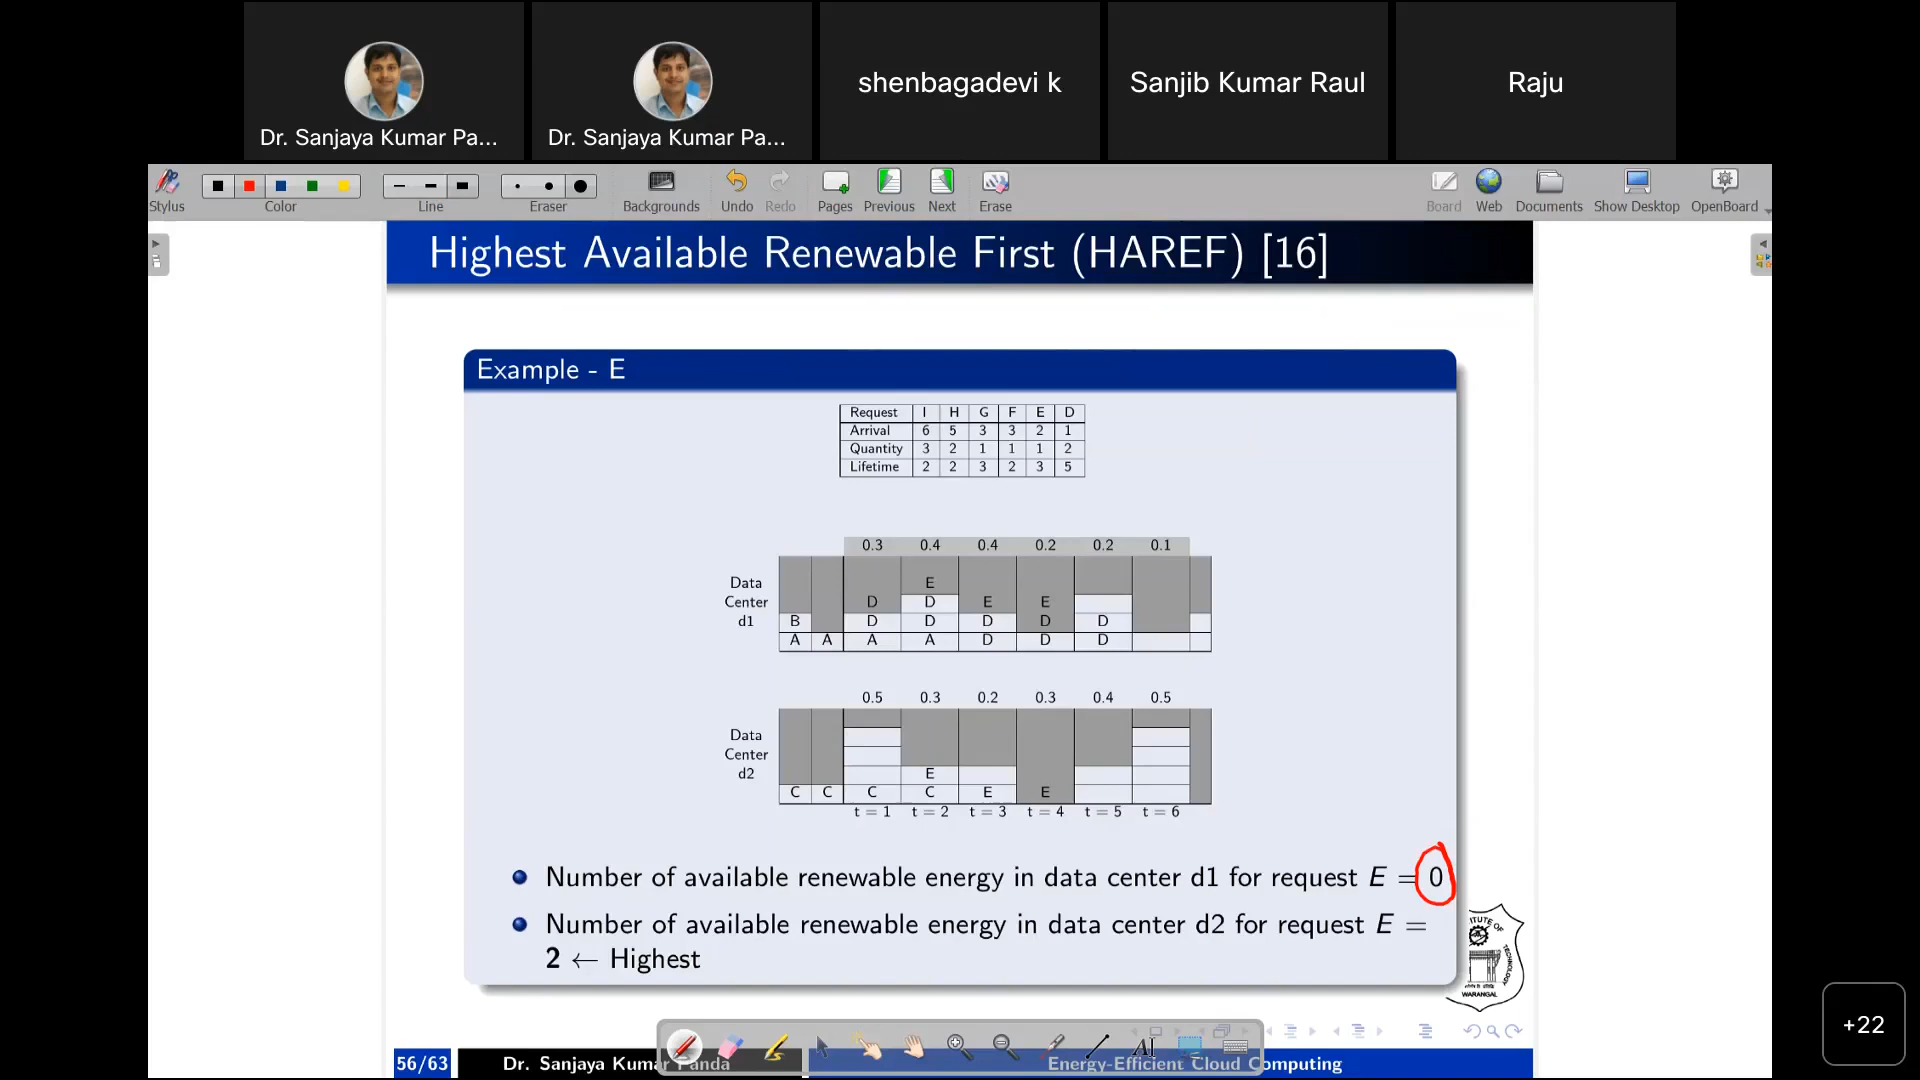 Dr. Sanjaya Kumar Pa...
Dr. Sanjaya Kumar Pa...
shenbagadevi k
Sanjib Kumar Raul
Raju
Stylus
Color
Line
Eraser
Backgrounds
Undo
Redo
Pages
Previous
Next
Erase
Board
Web
Documents
Show Desktop
OpenBoard
Highest Available Renewable First (HAREF) [16]
Example - E
Request I H G F E D
Arrival 6 5 3 3 2 1
Quantity 3 2 1 1 1 2
Lifetime 2 2 3 2 3 5
0.3 0.4 0.4 0.2 0.2 0.1
Data
Center
d1
E
D D E E
B D D D D D
A A A A D D D
0.5 0.3 0.2 0.3 0.4 0.5
Data
Center
d2
E
C C C C E E
t = 1 t = 2 t = 3 t = 4 t = 5 t = 6
Number of available renewable energy in data center d1 for request E = 0
Number of available renewable energy in data center d2 for request E =
2 ← Highest
TITUTE OF
TECHNOLOGY
WARANGAL
+22
56/63
Dr. Sanjaya Kumar Panda
Energy-Efficient Cloud Computing